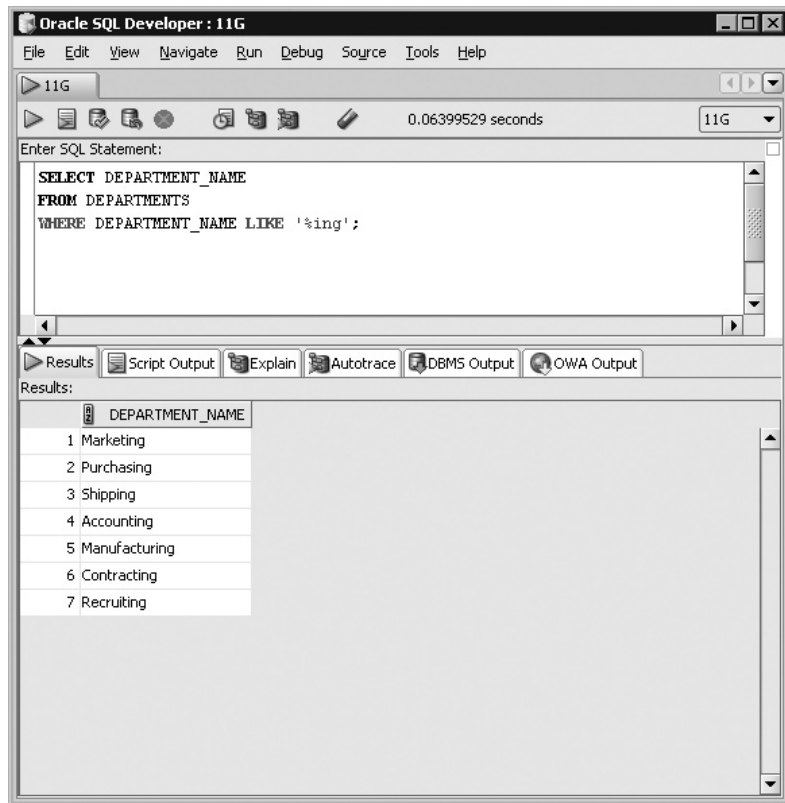 Oracle SQL Developer : 11G
File Edit View Navigate Run Debug Source Tools Help
11G
0.06399529 seconds 11G
Enter SQL Statement:
SELECT DEPARTMENT_NAME
FROM DEPARTMENTS
WHERE DEPARTMENT_NAME LIKE '%ing';
Results Script Output Explain Autotrace DBMS Output OWA Output
Results:
DEPARTMENT_NAME
1 Marketing
2 Purchasing
3 Shipping
4 Accounting
5 Manufacturing
6 Contracting
7 Recruiting